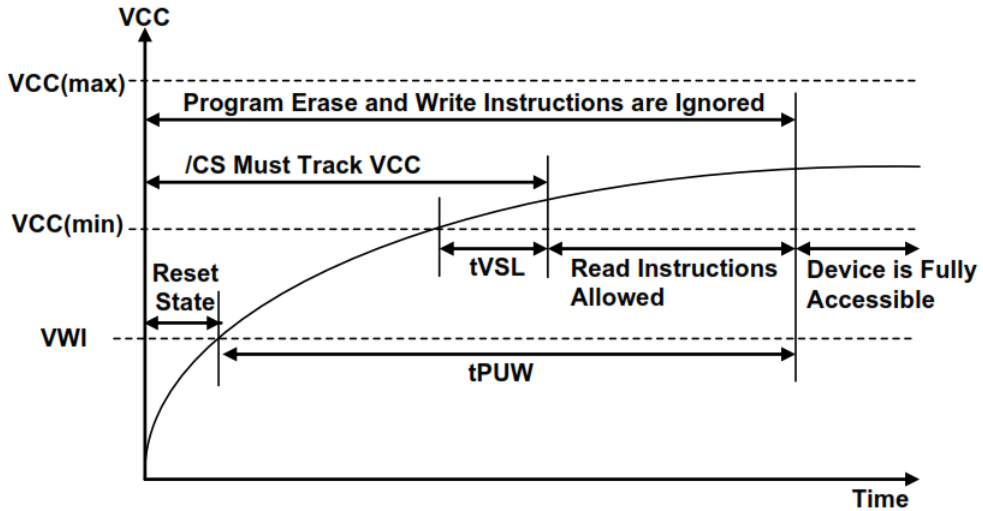 VCC
VCC(max)
Program Erase and Write Instructions are Ignored
/CS Must Track VCC
VCC(min)
tVSL
Read Instructions
Allowed
Device is Fully
Accessible
Reset
State
VWI
tPUW
Time